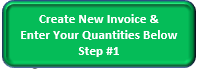 Create New Invoice &
Enter Your Quantities Below
Step #1